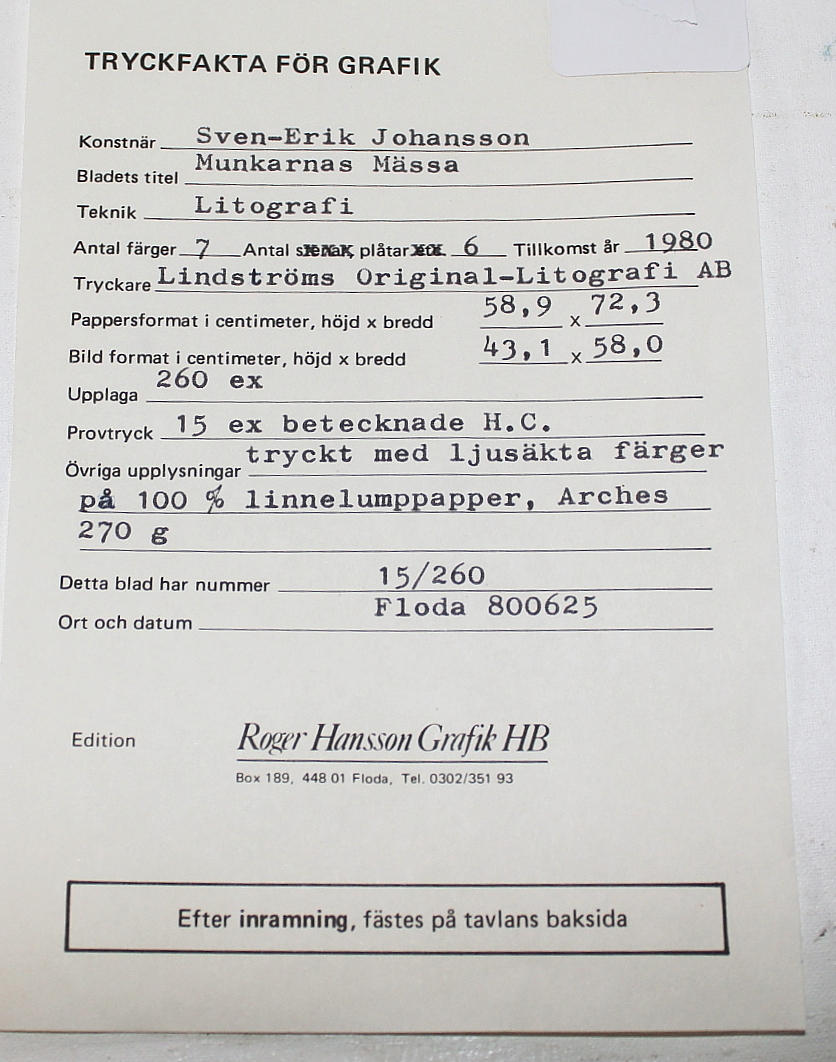 TRYCKFAKTA FÖR GRAFIK
Konstnär Sven-Erik Johansson
Bladets titel Munkarnas Mässa
Teknik Litografi
Antal färger 7 Antal plåtar 6 Tillkomst år 1980
Tryckare Lindströms Original-Litografi AB
Pappersformat i centimeter, höjd x bredd 58,9 x 72,3
Bild format i centimeter, höjd x bredd 43,1 x 58,0
Upplaga 260 ex
Provtryck 15 ex betecknade H.C.
Övriga upplysningar tryckt med ljusäkta färger
på 100 % linnelumppapper, Arches
270 g
Detta blad har nummer 15/260
Ort och datum Floda 800625
Edition Roger Hansson Grafik HB
Box 189, 448 01 Floda, Tel. 0302/351 93
Efter inramning, fästes på tavlans baksida